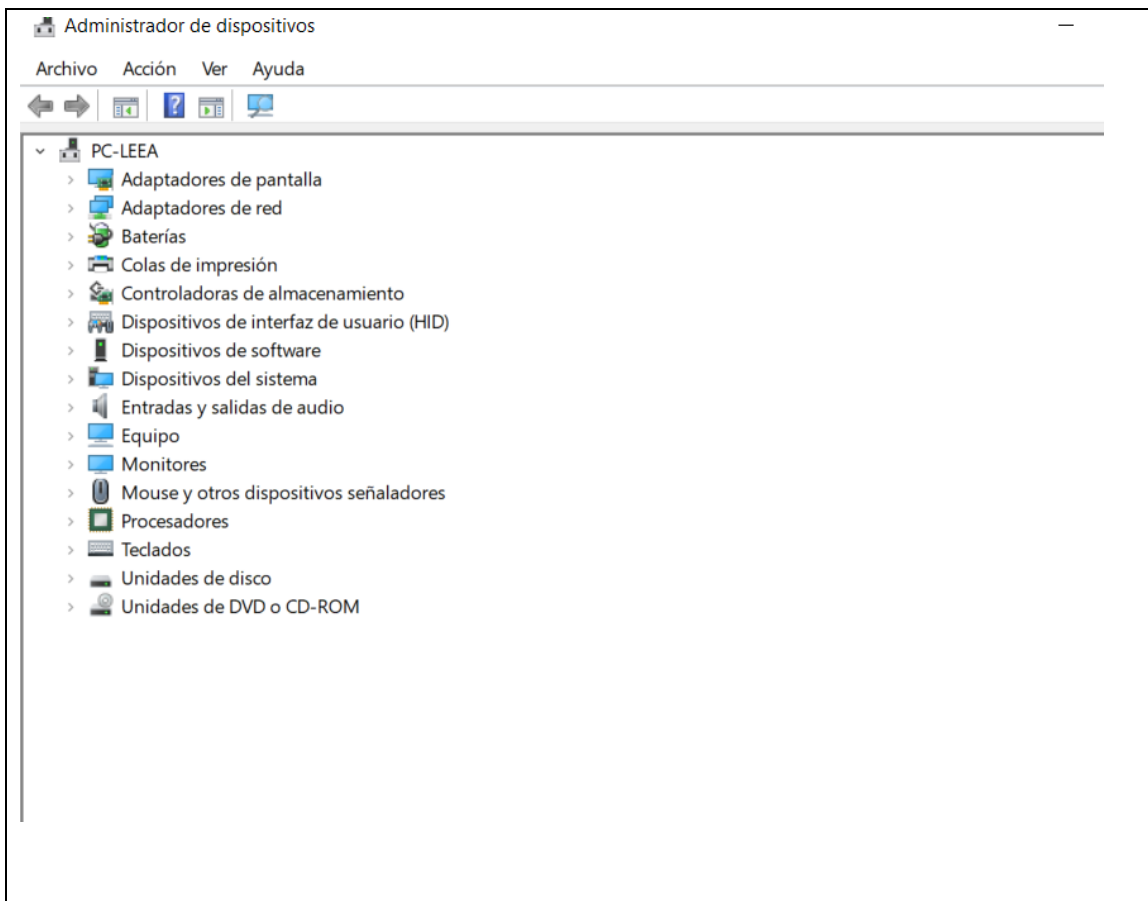 Administrador de dispositivos
Archivo Acción Ver Ayuda
PC-LEEA
Adaptadores de pantalla
Adaptadores de red
Baterías
Colas de impresión
Controladoras de almacenamiento
Dispositivos de interfaz de usuario (HID)
Dispositivos de software
Dispositivos del sistema
Entradas y salidas de audio
Equipo
Monitores
Mouse y otros dispositivos señaladores
Procesadores
Teclados
Unidades de disco
Unidades de DVD o CD-ROM